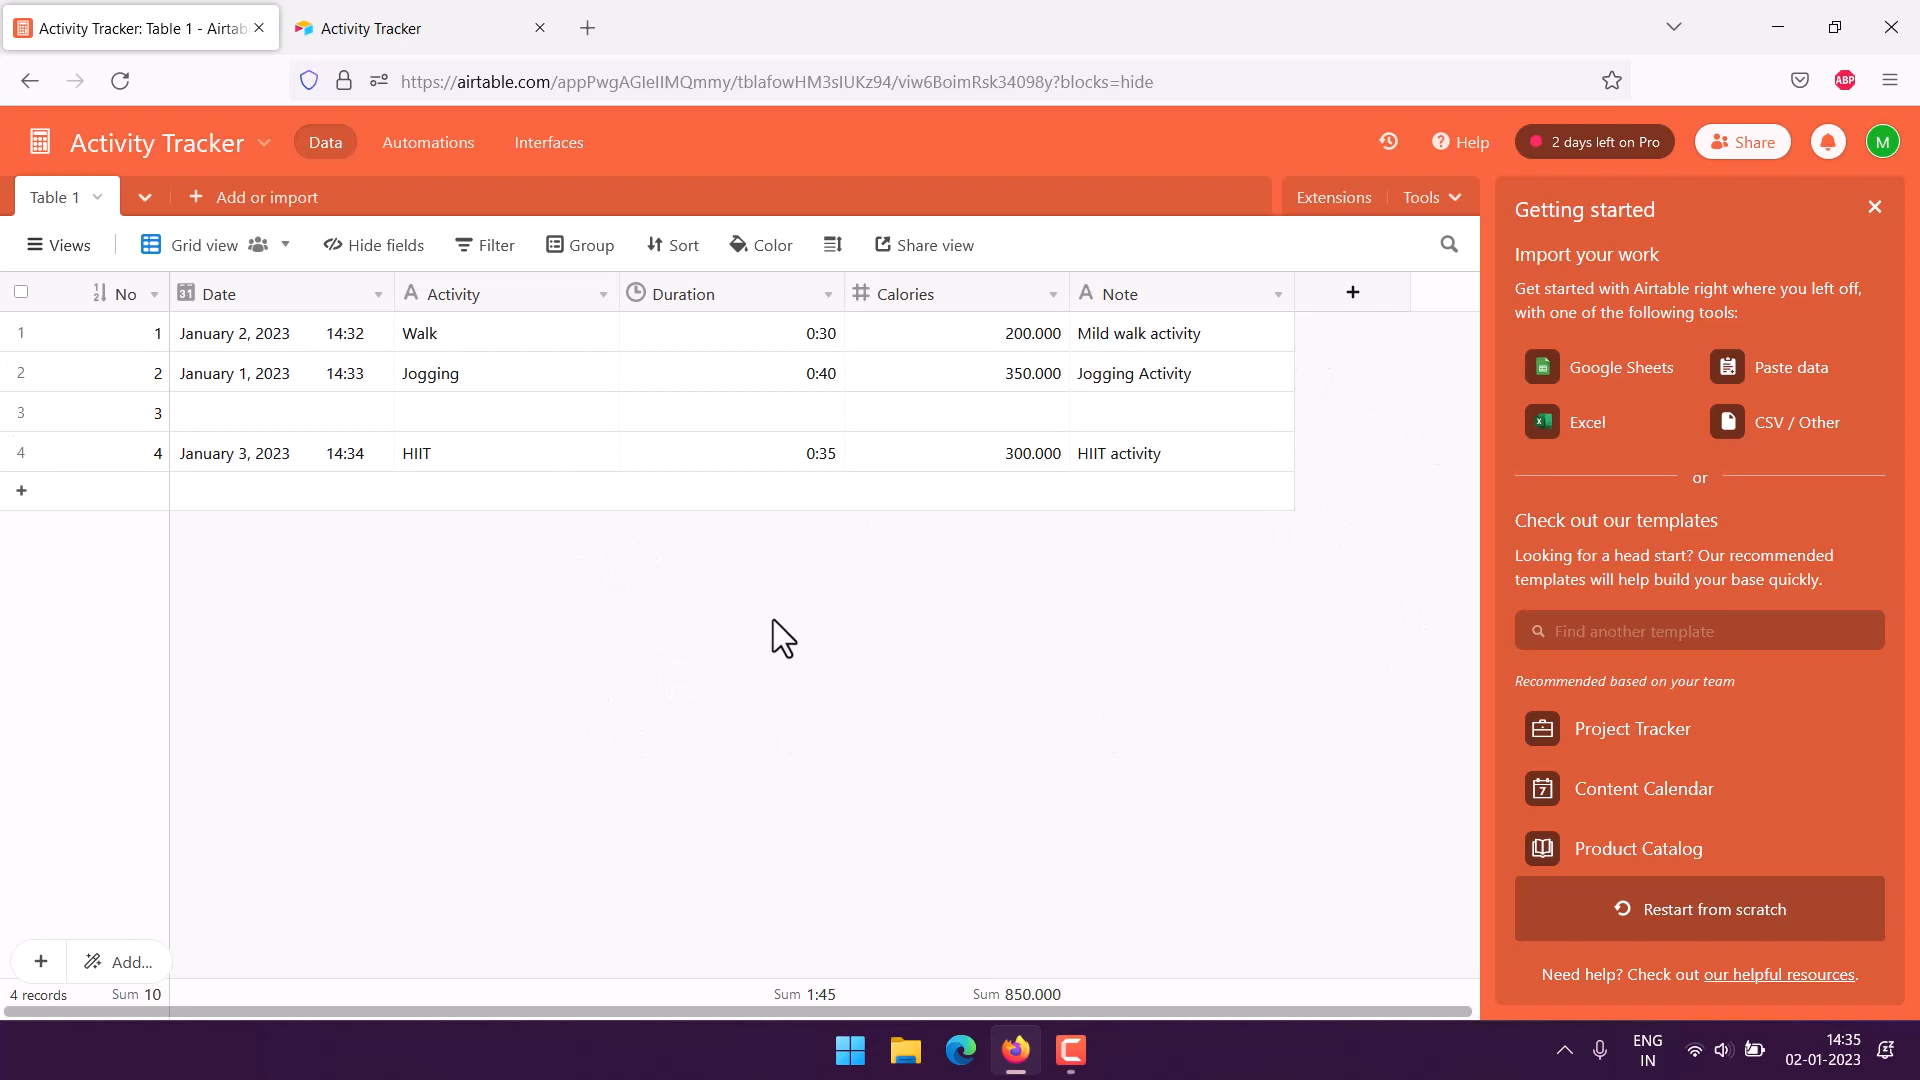 Activity Tracker: Table 1 - Airtab
Activity Tracker
https://airtable.com/appPwgAGIeIIMQmmy/tblafowHM3sIUKz94/viw6BoimRsk34098y?blocks=hide
ABP
Activity Tracker
Data
Automations
Interfaces
Help
2 days left on Pro
Share
M
Table 1
Add or import
Extensions
Tools
Views
Grid view
Hide fields
Filter
Group
Sort
Color
Share view
No
31 Date
A Activity
Duration
Calories
A Note
1 1 January 2, 2023 14:32 Walk 0:30 200.000 Mild walk activity
2 2 January 1, 2023 14:33 Jogging 0:40 350.000 Jogging Activity
3 3
4 4 January 3, 2023 14:34 HIIT 0:35 300.000 HIIT activity
+
+ Add...
4 records Sum 10 Sum 1:45 Sum 850.000
Getting started
Import your work
Get started with Airtable right where you left off,
with one of the following tools:
Google Sheets
Paste data
Excel
CSV / Other
or
Check out our templates
Looking for a head start? Our recommended
templates will help build your base quickly.
Find another template
Recommended based on your team
Project Tracker
7 Content Calendar
Product Catalog
Restart from scratch
Need help? Check out our helpful resources.
ENG
IN
14:35
02-01-2023